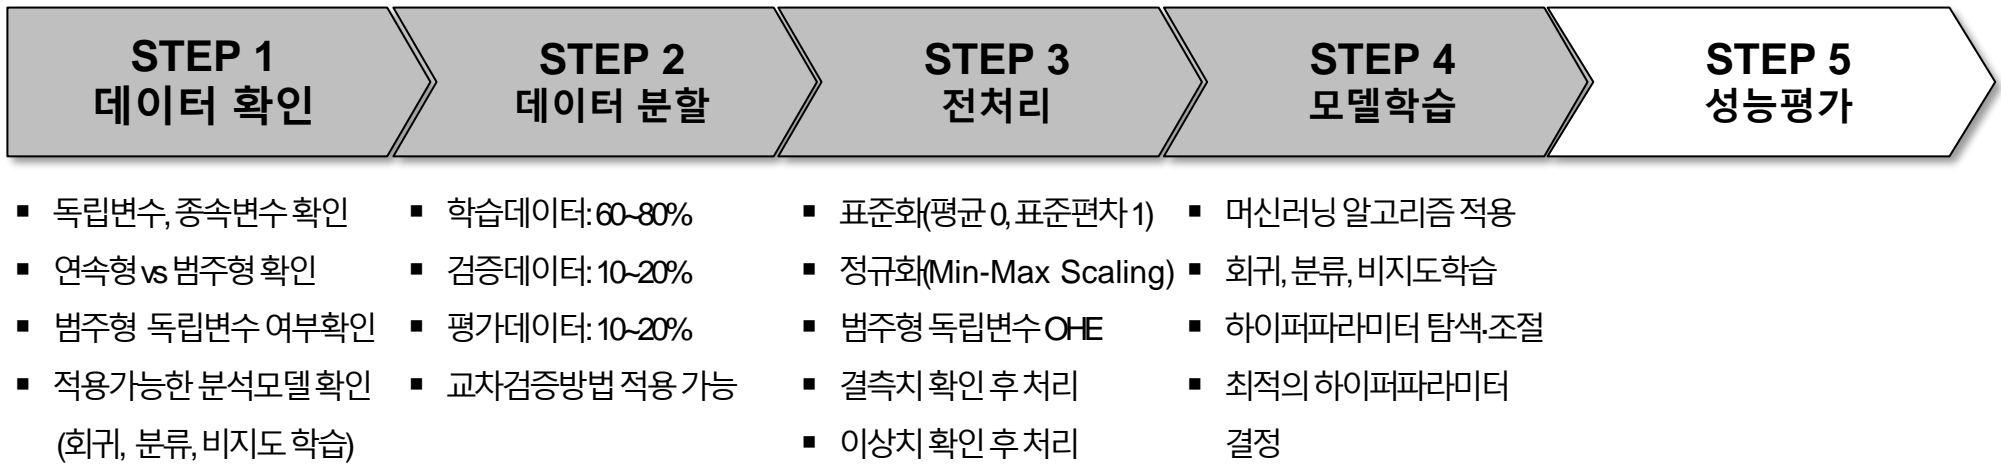 STEP 1
데이터 확인
STEP 2
데이터 분할
STEP 3
전처리
STEP 4
모델학습
STEP 5
성능평가
▪ 독립변수, 종속변수 확인
▪ 연속형 vs 범주형 확인
▪ 범주형 독립변수 여부확인
▪ 적용가능한 분석모델 확인
(회귀, 분류, 비지도 학습)
▪ 학습데이터: 60~80%
▪ 검증데이터: 10~20%
▪ 평가데이터: 10~20%
▪ 교차검증방법 적용 가능
▪ 표준화(평균 0, 표준편차 1)
▪ 정규화(Min-Max Scaling)
▪ 범주형 독립변수 OHE
▪ 결측치 확인 후 처리
▪ 이상치 확인 후 처리
▪ 머신러닝 알고리즘 적용
▪ 회귀, 분류, 비지도학습
▪ 하이퍼파라미터 탐색·조절
▪ 최적의 하이퍼파라미터
결정